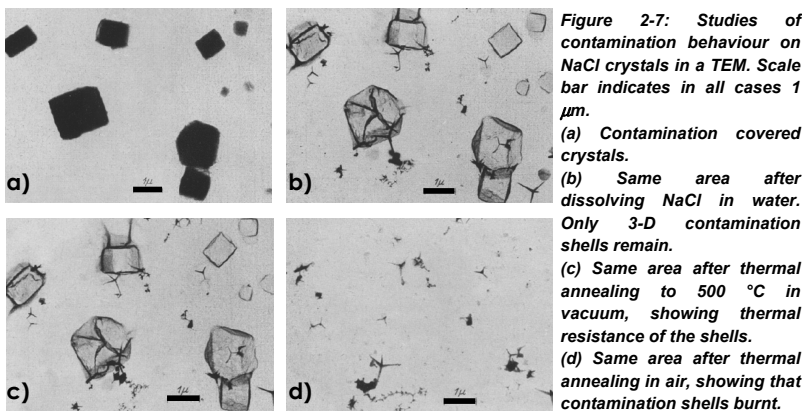 a)
1μ
b)
1μ
c)
1μ
d)
1μ
Figure 2-7: Studies of
contamination behaviour on
NaCl crystals in a TEM. Scale
bar indicates in all cases 1
μm.
(a) Contamination covered
crystals.
(b) Same area after
dissolving NaCl in water.
Only 3-D contamination
shells remain.
(c) Same area after thermal
annealing to 500 °C in
vacuum, showing thermal
resistance of the shells.
(d) Same area after thermal
annealing in air, showing that
contamination shells burnt.